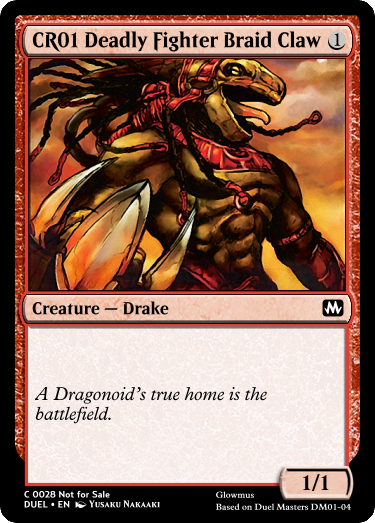 CR01 Deadly Fighter Braid Claw 1
Creature — Drake
A Dragonoid's true home is the
battlefield.
1/1
C 0028 Not for Sale
DUEL • EN Yusaku Nakaaki
Glowmus
Based on Duel Masters DM01-04